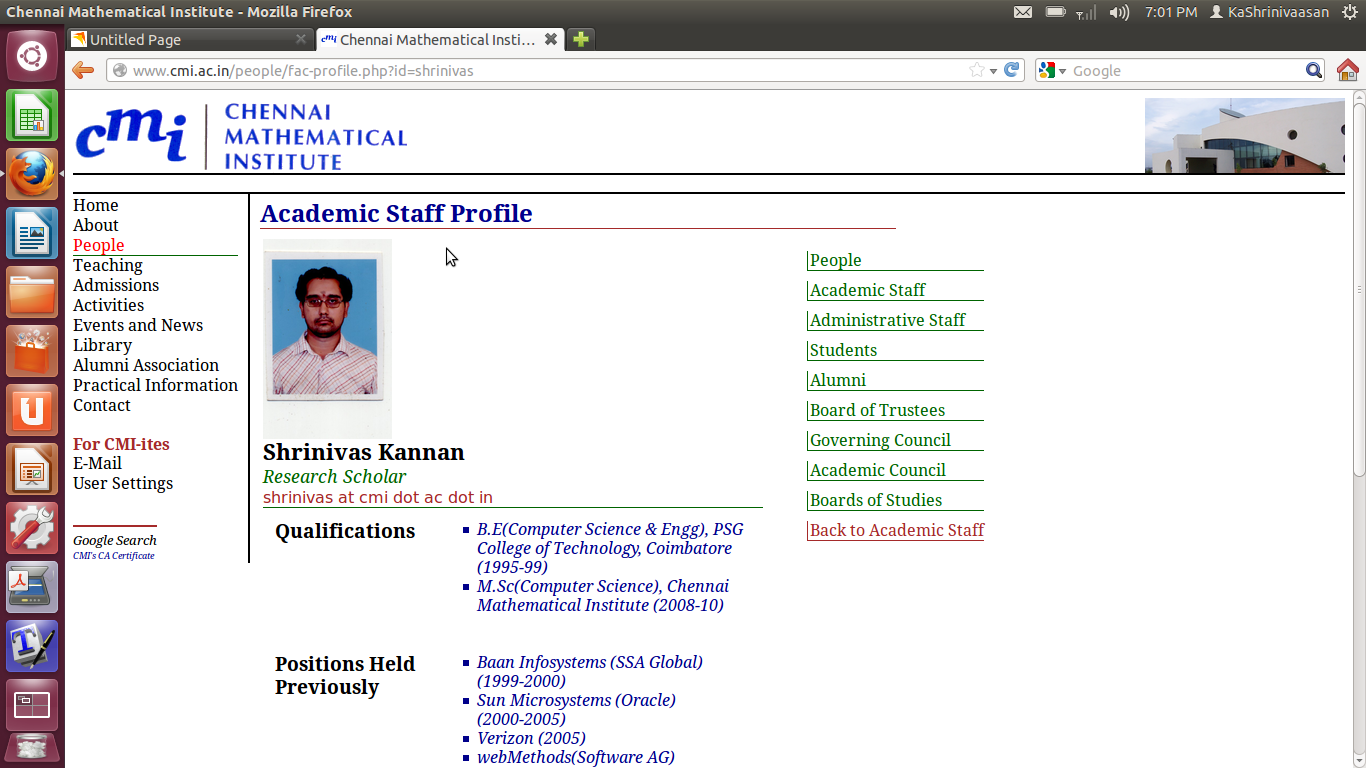 Chennai Mathematical Institute - Mozilla Firefox
7:01 PM KaShrinivaasan
Untitled Page
cmi Chennai Mathematical Insti...
www.cmi.ac.in/people/fac-profile.php?id=shrinivas
Google
cmi
CHENNAI
MATHEMATICAL
INSTITUTE
Home
About
People
Teaching
Admissions
Activities
Events and News
Library
Alumni Association
Practical Information
Contact
For CMI-ites
E-Mail
User Settings
Google Search
CMI's CA Certificate
Academic Staff Profile
Shrinivas Kannan
Research Scholar
shrinivas at cmi dot ac dot in
Qualifications
B.E(Computer Science & Engg), PSG
College of Technology, Coimbatore
(1995-99)
M.Sc(Computer Science), Chennai
Mathematical Institute (2008-10)
Positions Held
Previously
Baan Infosystems (SSA Global)
(1999-2000)
Sun Microsystems (Oracle)
(2000-2005)
Verizon (2005)
webMethods(Software AG)
People
Academic Staff
Administrative Staff
Students
Alumni
Board of Trustees
Governing Council
Academic Council
Boards of Studies
Back to Academic Staff